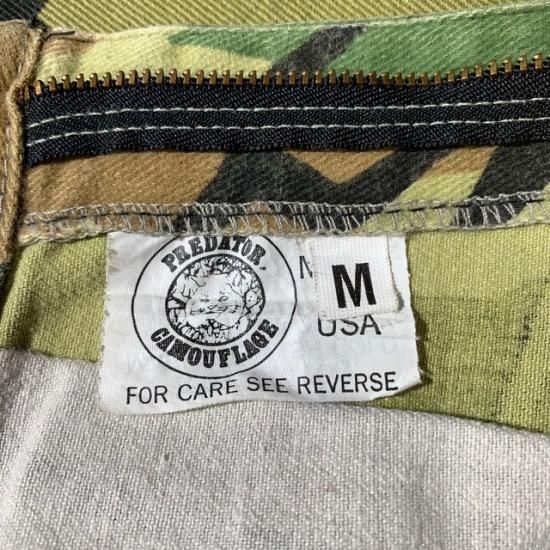 PREDATOR
CAMOUFLAGE
M
USA
FOR CARE SEE REVERSE